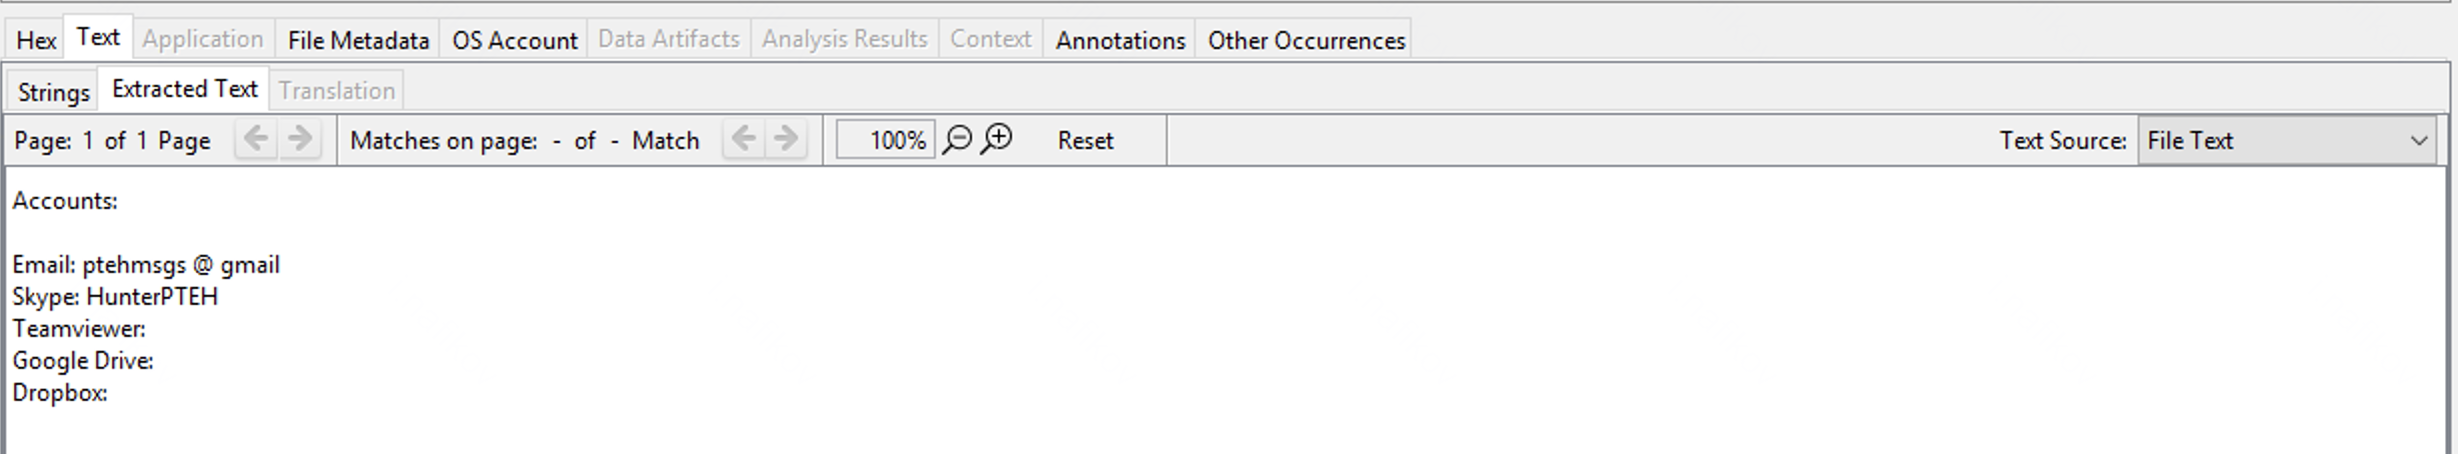 Hex Text Application File Metadata OS Account Data Artifacts Analysis Results Context Annotations Other Occurrences
Strings Extracted Text Translation
Page: 1 of 1 Page Matches on page: - of - Match 100% Reset Text Source: File Text
Accounts:
Email: ptehmsgs @ gmail
Skype: HunterPTEH
Teamviewer:
Google Drive:
Dropbox: